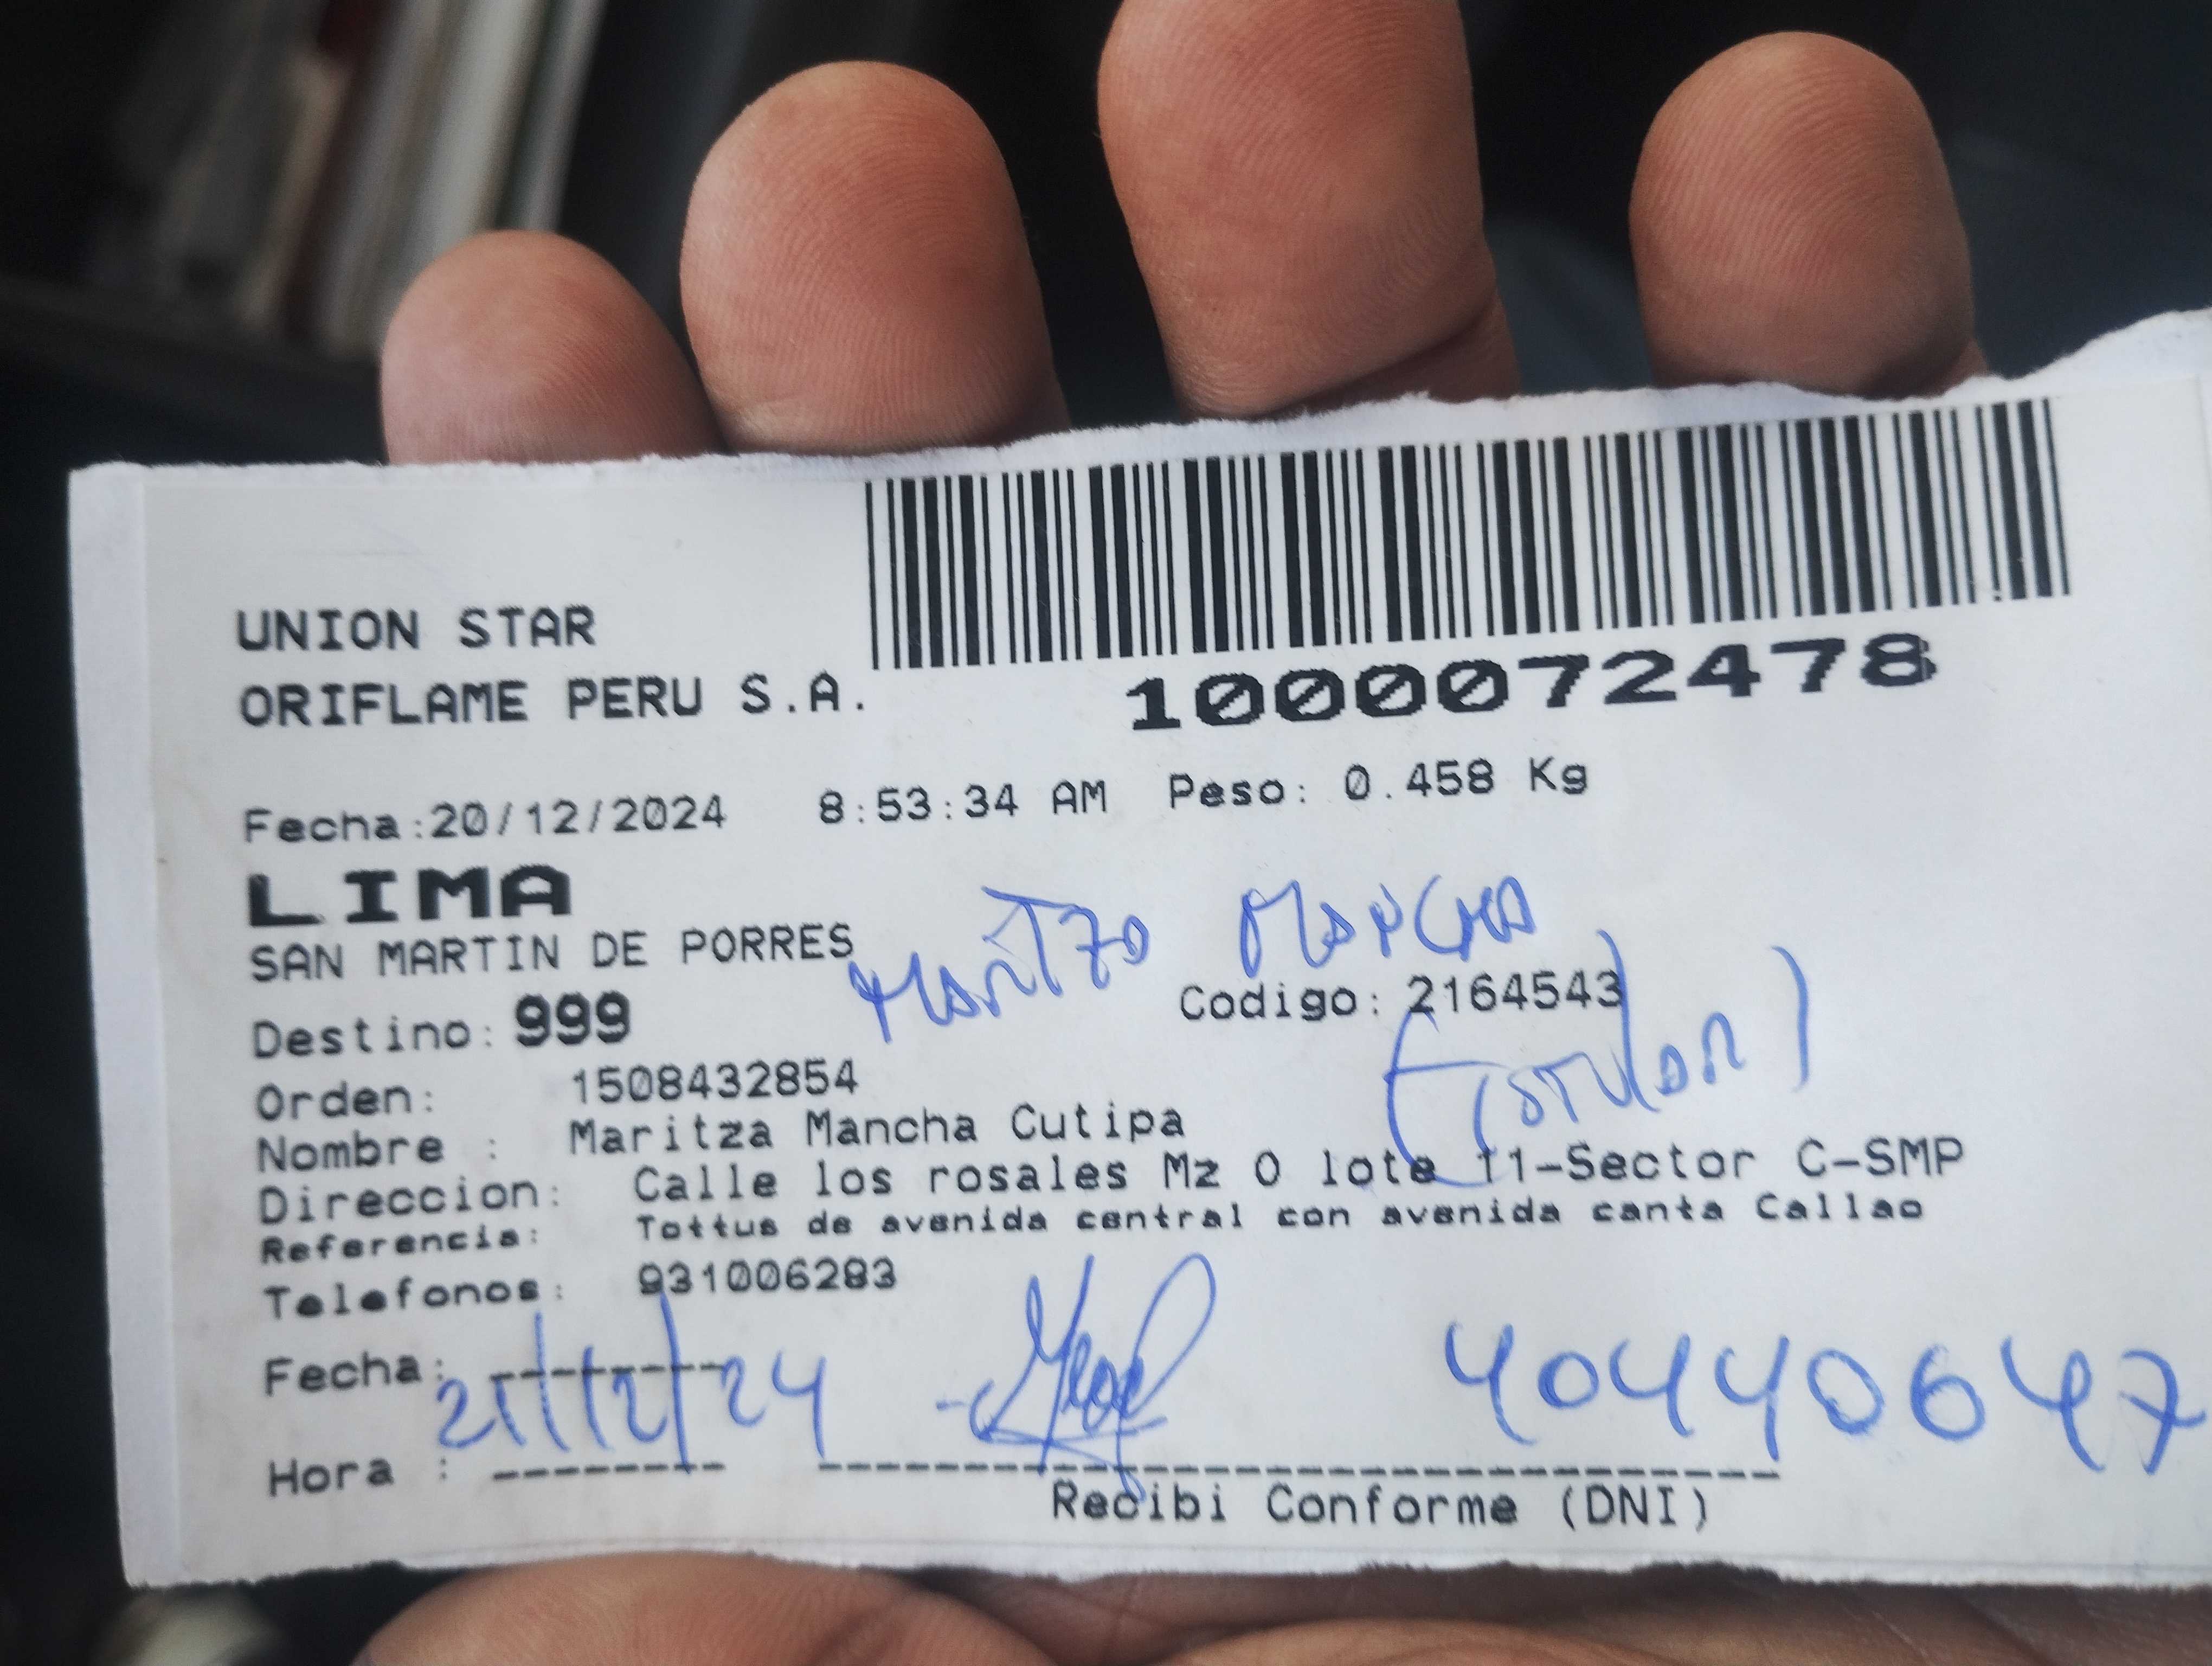 UNION STAR
ORIFLAME PERU S.A.
1000072478
Fecha:20/12/2024 8:53:34 AM Peso: 0.458 Kg
LIMA
SAN MARTIN DE PORRES
Maritza Mancha
Destino: 999 Codigo: 2164543
(Titular)
Orden: 1508432854
Nombre : Maritza Mancha Cutipa
Direccion: Calle los rosales Mz O lote 11-Sector C-SMP
Referencia: Tottus de avenida central con avenida canta Callao
Telefonos: 931006283
Fecha: 21/12/24
40440647
Hora :
Recibi Conforme (DNI)